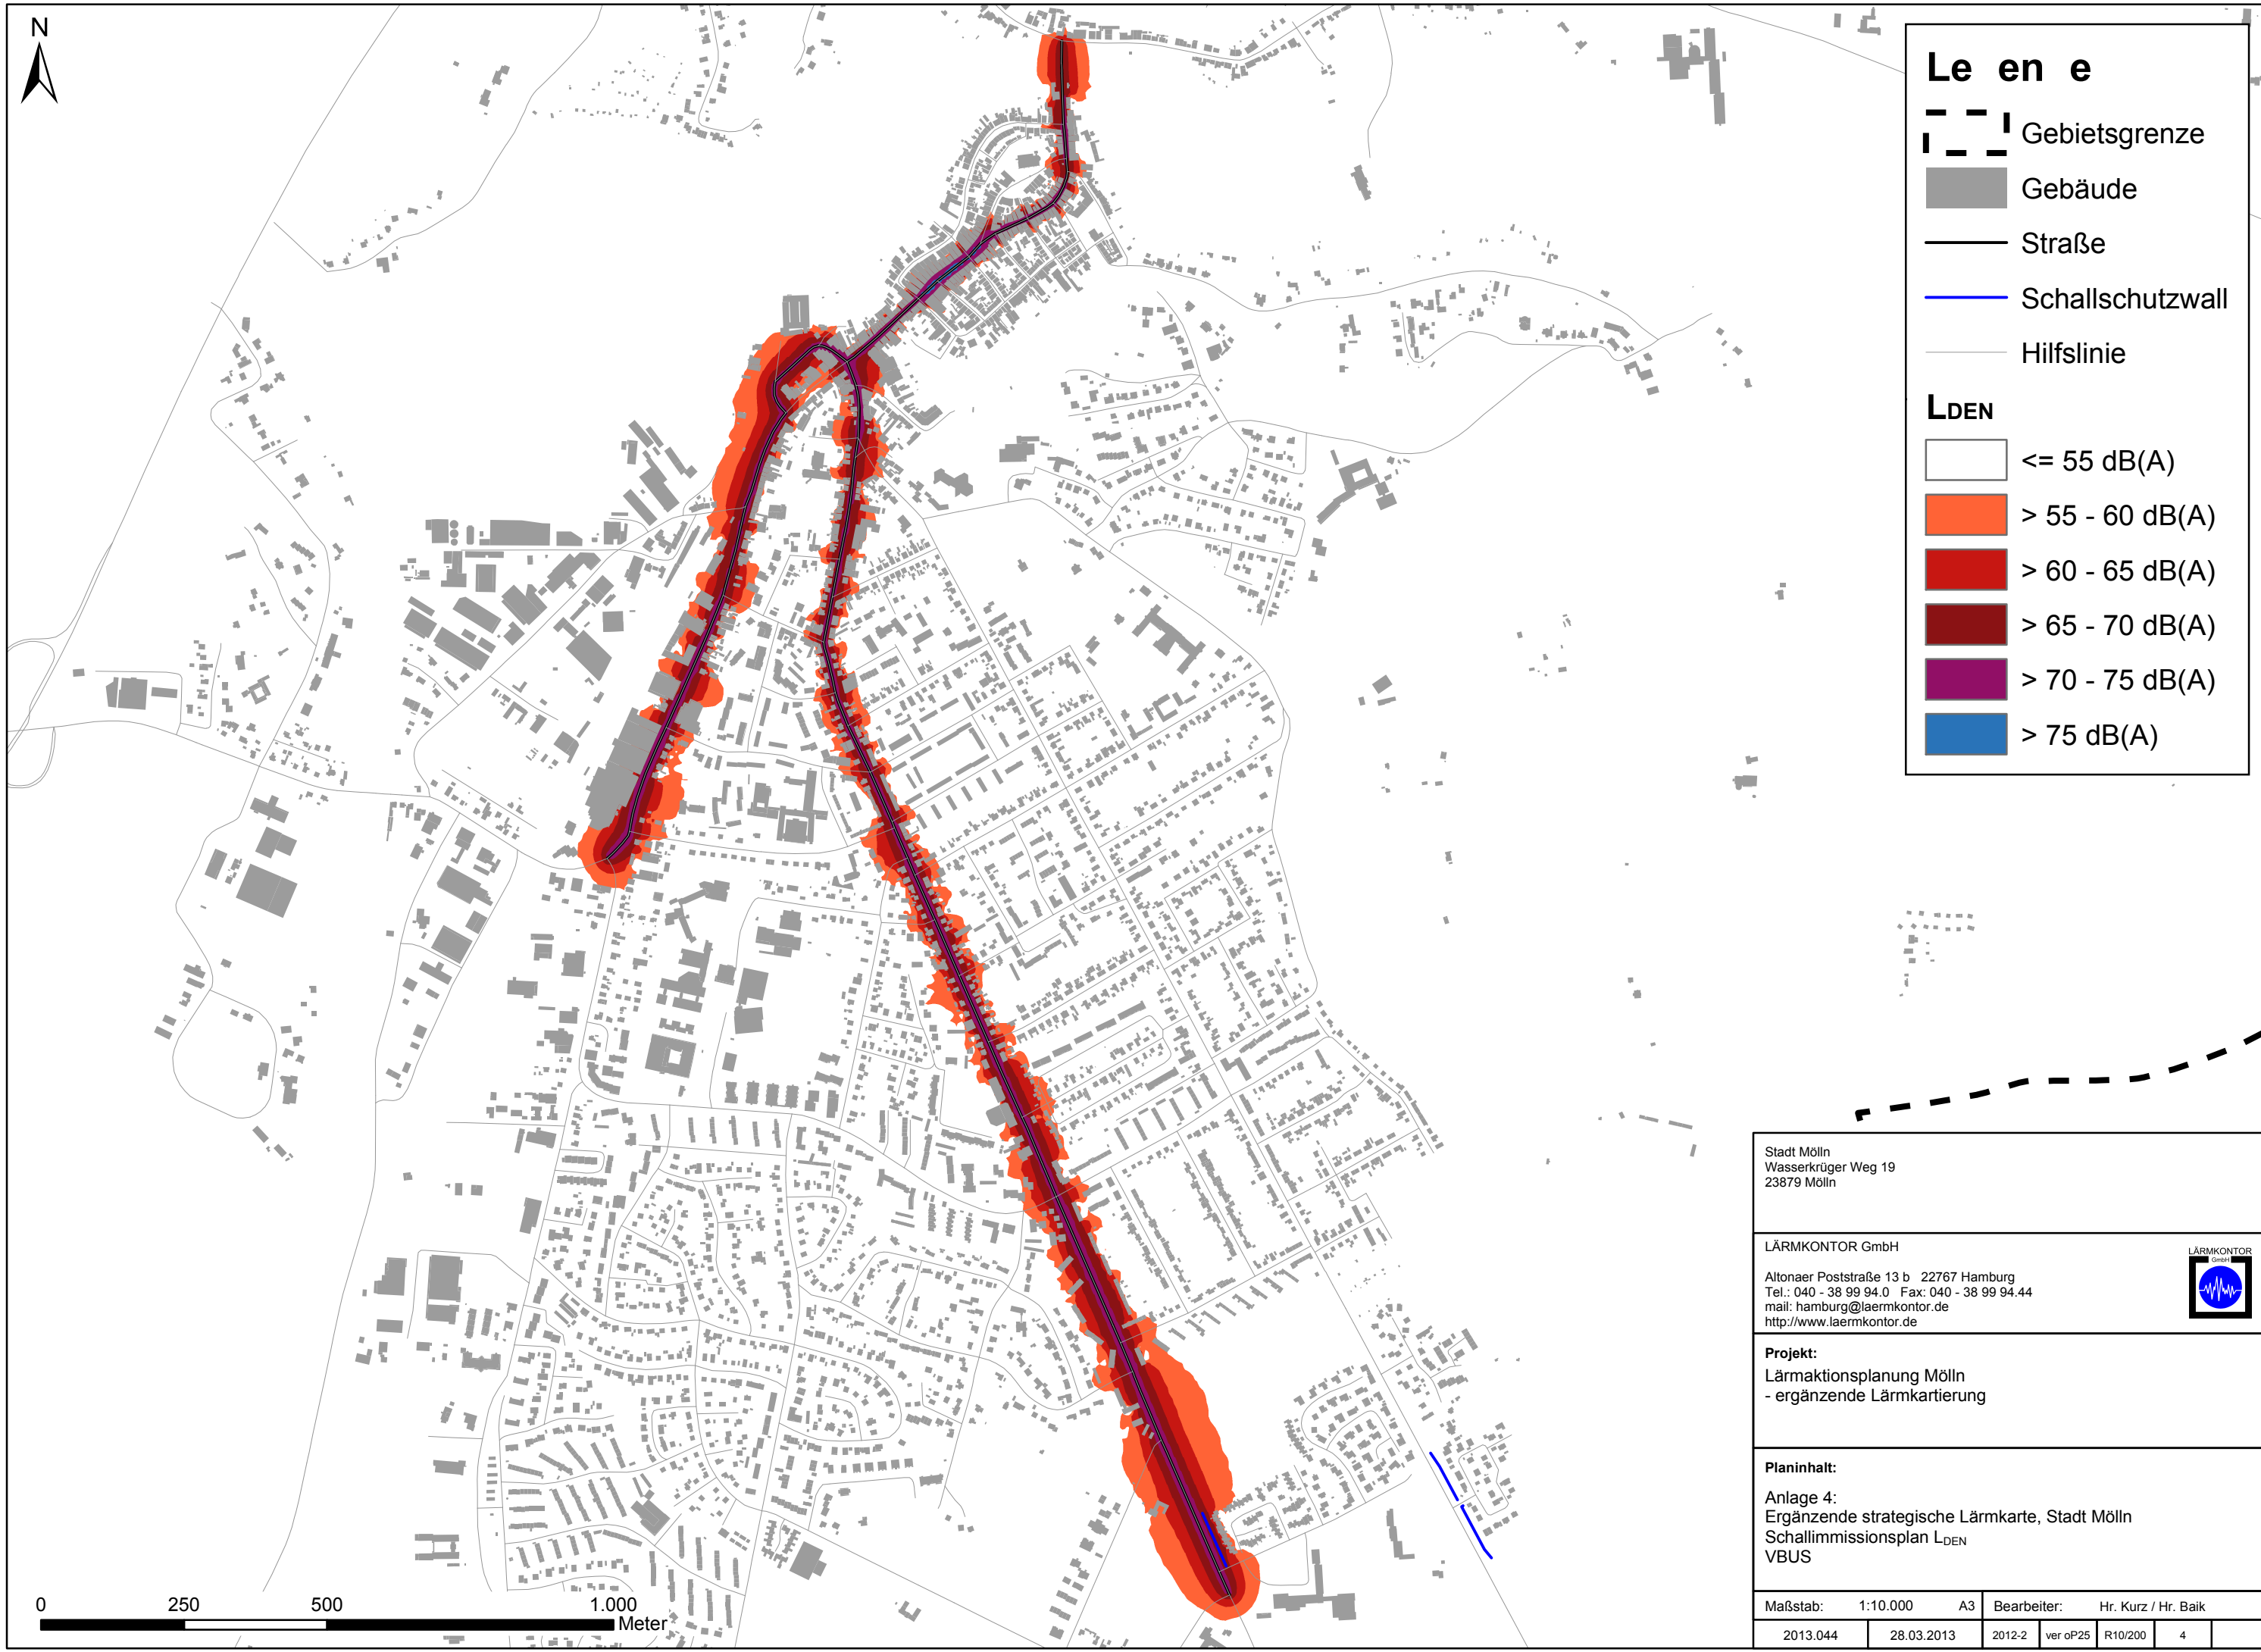 N
Le en e
Gebietsgrenze
Gebäude
Straße
Schallschutzwall
Hilfslinie
LDEN
<= 55 dB(A)
> 55 - 60 dB(A)
> 60 - 65 dB(A)
> 65 - 70 dB(A)
> 70 - 75 dB(A)
> 75 dB(A)
Stadt Mölln
Wasserkrüger Weg 19
23879 Mölln
LÄRMKONTOR GmbH
Altonaer Poststraße 13 b 22767 Hamburg
Tel.: 040 - 38 99 94.0 Fax: 040 - 38 99 94.44
mail: hamburg@laermkontor.de
http://www.laermkontor.de
LÄRMKONTOR
GmbH
Projekt:
Lärmaktionsplanung Mölln
- ergänzende Lärmkartierung
Planinhalt:
Anlage 4:
Ergänzende strategische Lärmkarte, Stadt Mölln
Schallimmissionsplan LDEN
VBUS
Maßstab: 1:10.000 A3 Bearbeiter: Hr. Kurz / Hr. Baik
2013.044 28.03.2013 2012-2 ver oP25 R10/200 4
0 250 500 1.000
Meter